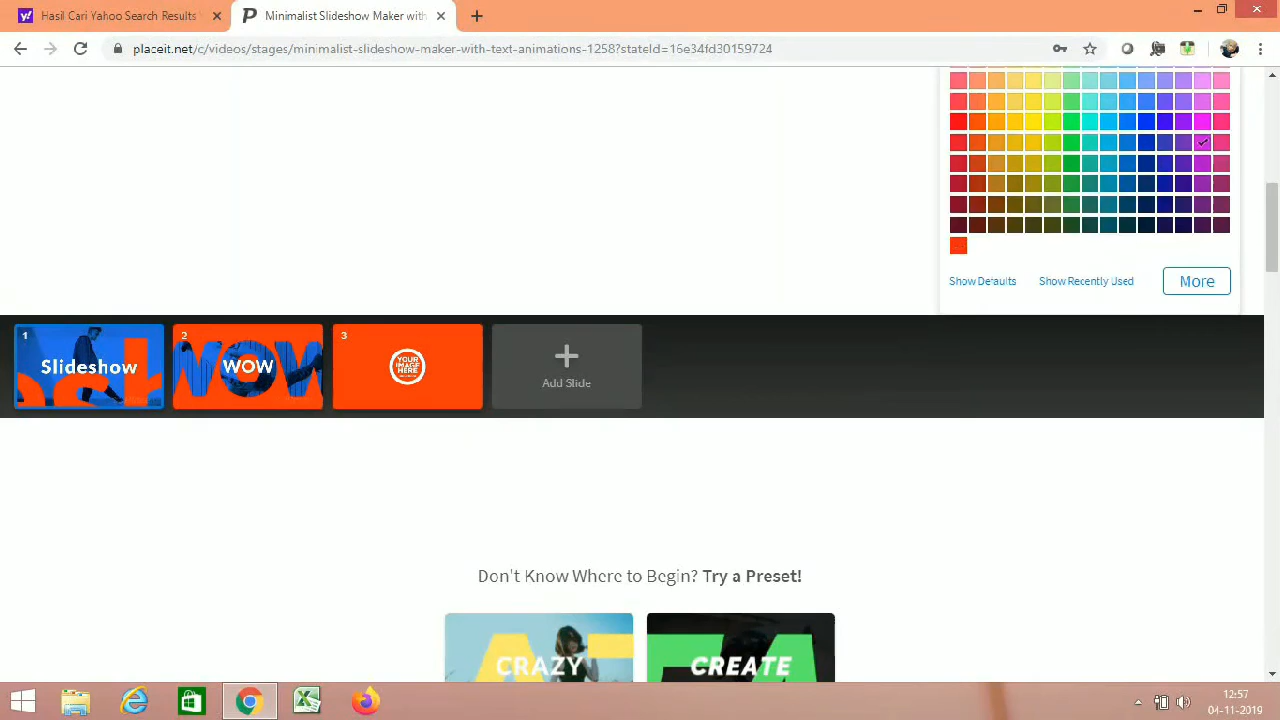 Hasil Cari Yahoo Search Results
Minimalist Slideshow Maker with
placeit.net/c/videos/stages/minimalist-slideshow-maker-with-text-animations-1258?stateId=16e34fd30159724
Show Defaults
Show Recently Used
More
1
Slideshow
2
WOW
WOW
3
YOUR
IMAGE
HERE
Add Slide
Don't Know Where to Begin? Try a Preset!
CRAZY
CREATE
12:57
04-11-2019